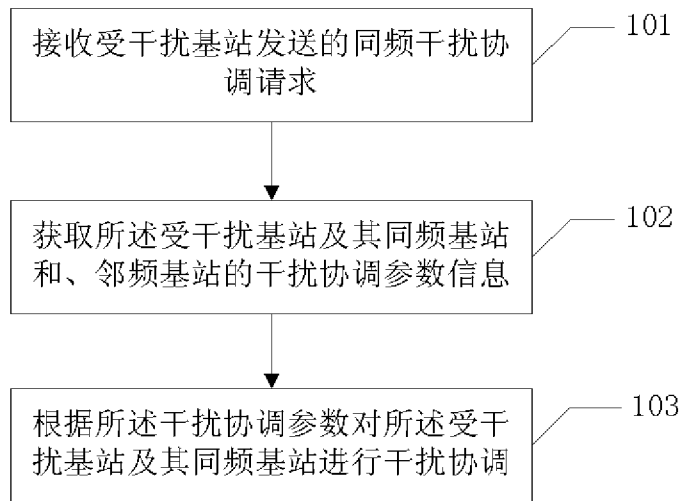 接收受干扰基站发送的同频干扰协
调请求
101
获取所述受干扰基站及其同频基站
和、邻频基站的干扰协调参数信息
102
根据所述干扰协调参数对所述受干
扰基站及其同频基站进行干扰协调
103